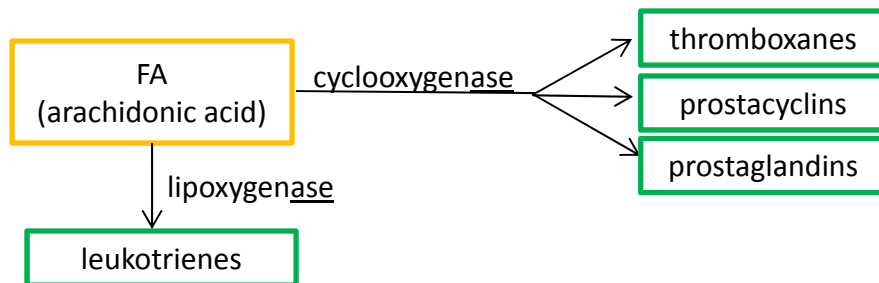 thromboxanes
FA
(arachidonic acid)
cyclooxygenase
prostacyclins
prostaglandins
lipoxygenase
leukotrienes